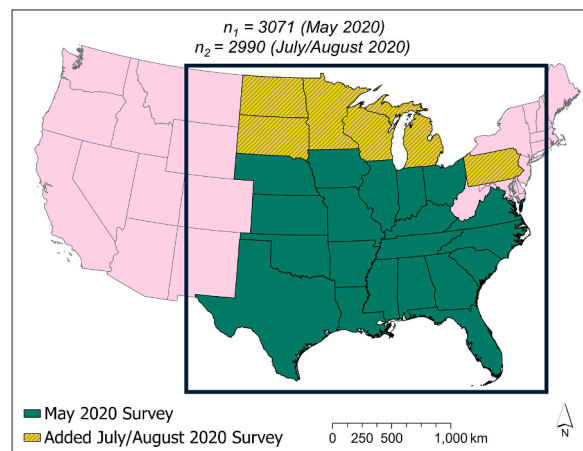 n₁ = 3071 (May 2020)
n₂ = 2990 (July/August 2020)
May 2020 Survey
Added July/August 2020 Survey
0 250 500 1,000 km
N